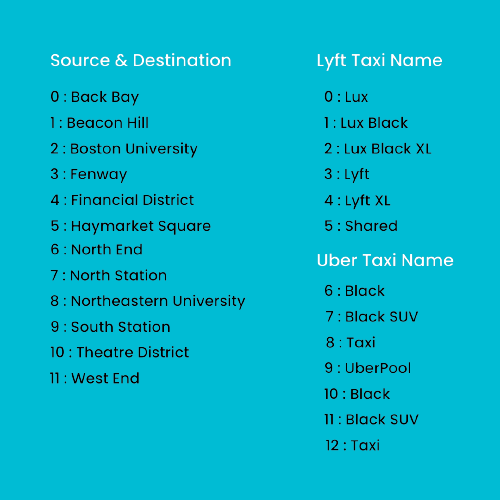 Source & Destination
0 : Back Bay
1 : Beacon Hill
2 : Boston University
3 : Fenway
4 : Financial District
5 : Haymarket Square
6 : North End
7 : North Station
8 : Northeastern University
9 : South Station
10 : Theatre District
11 : West End
Lyft Taxi Name
0 : Lux
1 : Lux Black
2 : Lux Black XL
3 : Lyft
4 : Lyft XL
5 : Shared
Uber Taxi Name
6 : Black
7 : Black SUV
8 : Taxi
9 : UberPool
10 : Black
11 : Black SUV
12 : Taxi